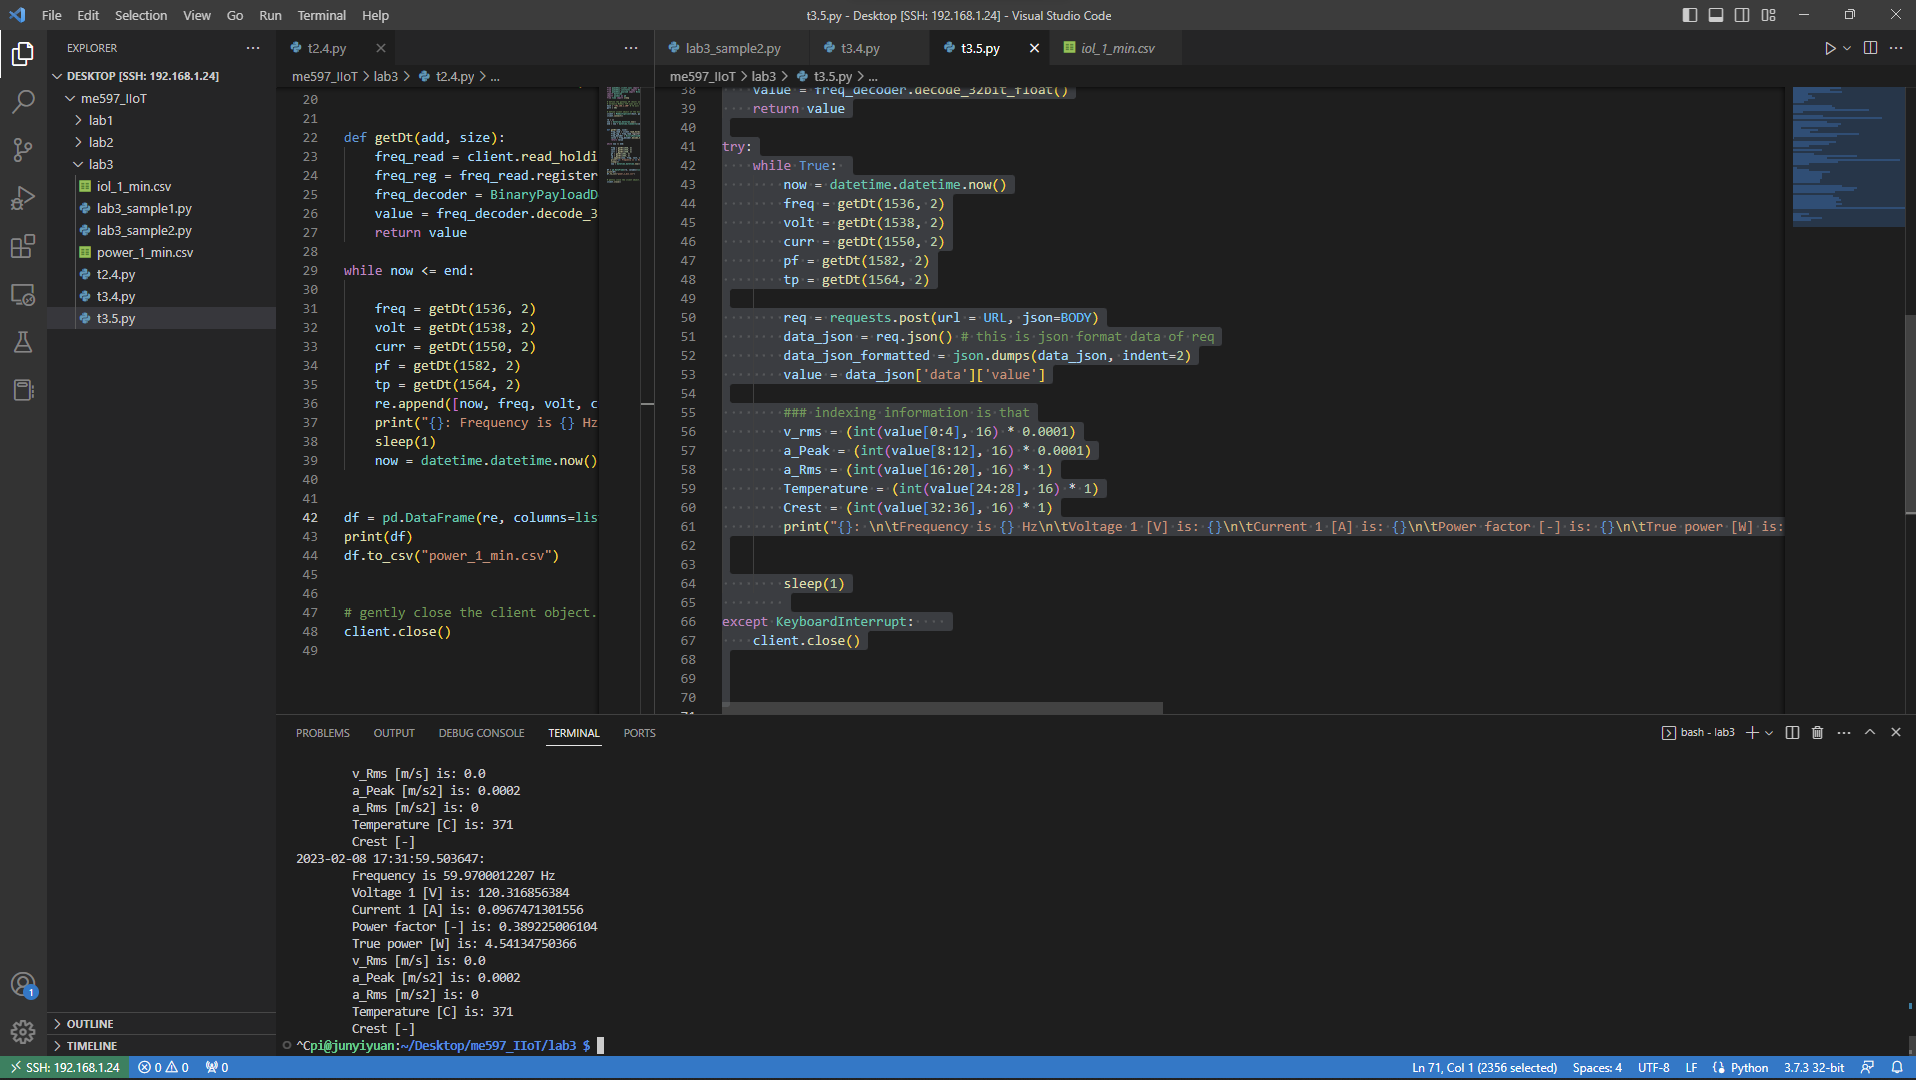 File Edit Selection View Go Run Terminal Help
t3.5.py - Desktop [SSH: 192.168.1.24] - Visual Studio Code
EXPLORER
DESKTOP [SSH: 192.168.1.24]
me597_IIoT
lab1
lab2
lab3
iol_1_min.csv
lab3_sample1.py
lab3_sample2.py
power_1_min.csv
t2.4.py
t3.4.py
t3.5.py
OUTLINE
TIMELINE
t2.4.py
me597_IIoT > lab3 > t2.4.py > ...
20
21
22 def getDt(add, size):
23 freq_read = client.read_holdi
24 freq_reg = freq_read.register
25 freq_decoder = BinaryPayloadD
26 value = freq_decoder.decode_3
27 return value
28
29 while now <= end:
30
31 freq = getDt(1536, 2)
32 volt = getDt(1538, 2)
33 curr = getDt(1550, 2)
34 pf = getDt(1582, 2)
35 tp = getDt(1564, 2)
36 re.append([now, freq, volt, c
37 print("{}: Frequency is {} Hz
38 sleep(1)
39 now = datetime.datetime.now()
40
41
42 df = pd.DataFrame(re, columns=lis
43 print(df)
44 df.to_csv("power_1_min.csv")
45
46
47 # gently close the client object.
48 client.close()
49
lab3_sample2.py t3.4.py t3.5.py iol_1_min.csv
me597_IIoT > lab3 > t3.5.py > ...
38 value = freq_decoder.decode_32bit_float()
39 return value
40
41 try:
42 while True:
43 now = datetime.datetime.now()
44 freq = getDt(1536, 2)
45 volt = getDt(1538, 2)
46 curr = getDt(1550, 2)
47 pf = getDt(1582, 2)
48 tp = getDt(1564, 2)
49
50 req = requests.post(url = URL, json=BODY)
51 data_json = req.json() # this is json format data of req
52 data_json_formatted = json.dumps(data_json, indent=2)
53 value = data_json['data']['value']
54
55 ### indexing information is that
56 v_rms = (int(value[0:4], 16) * 0.0001)
57 a_Peak = (int(value[8:12], 16) * 0.0001)
58 a_Rms = (int(value[16:20], 16) * 1)
59 Temperature = (int(value[24:28], 16) * 1)
60 Crest = (int(value[32:36], 16) * 1)
61 print("{}: \n\tFrequency is {} Hz\n\tVoltage 1 [V] is: {}\n\tCurrent 1 [A] is: {}\n\tPower factor [-] is: {}\n\tTrue power [W] is:
62
63
64 sleep(1)
65
66 except KeyboardInterrupt:
67 client.close()
68
69
70
71
PROBLEMS OUTPUT DEBUG CONSOLE TERMINAL PORTS
bash - lab3
v_Rms [m/s] is: 0.0
a_Peak [m/s2] is: 0.0002
a_Rms [m/s2] is: 0
Temperature [C] is: 371
Crest [-]
2023-02-08 17:31:59.503647:
Frequency is 59.9700012207 Hz
Voltage 1 [V] is: 120.316856384
Current 1 [A] is: 0.0967471301556
Power factor [-] is: 0.389225006104
True power [W] is: 4.54134750366
v_Rms [m/s] is: 0.0
a_Peak [m/s2] is: 0.0002
a_Rms [m/s2] is: 0
Temperature [C] is: 371
Crest [-]
^Cpi@junyiyuan:~/Desktop/me597_IIoT/lab3 $
1
SSH: 192.168.1.24 0 0 0
Ln 71, Col 1 (2356 selected) Spaces: 4 UTF-8 LF Python 3.7.3 32-bit